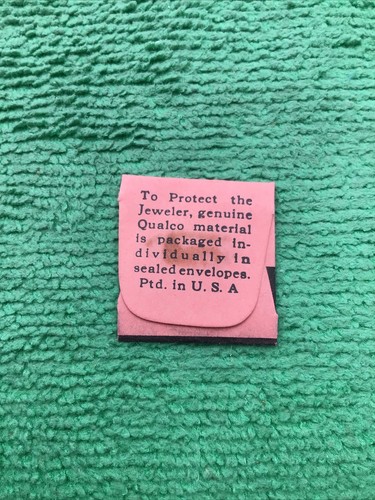 To Protect the
Jeweler, genuine
Qualco material
is packaged in-
dividually in
sealed envelopes.
Ptd. in U. S. A